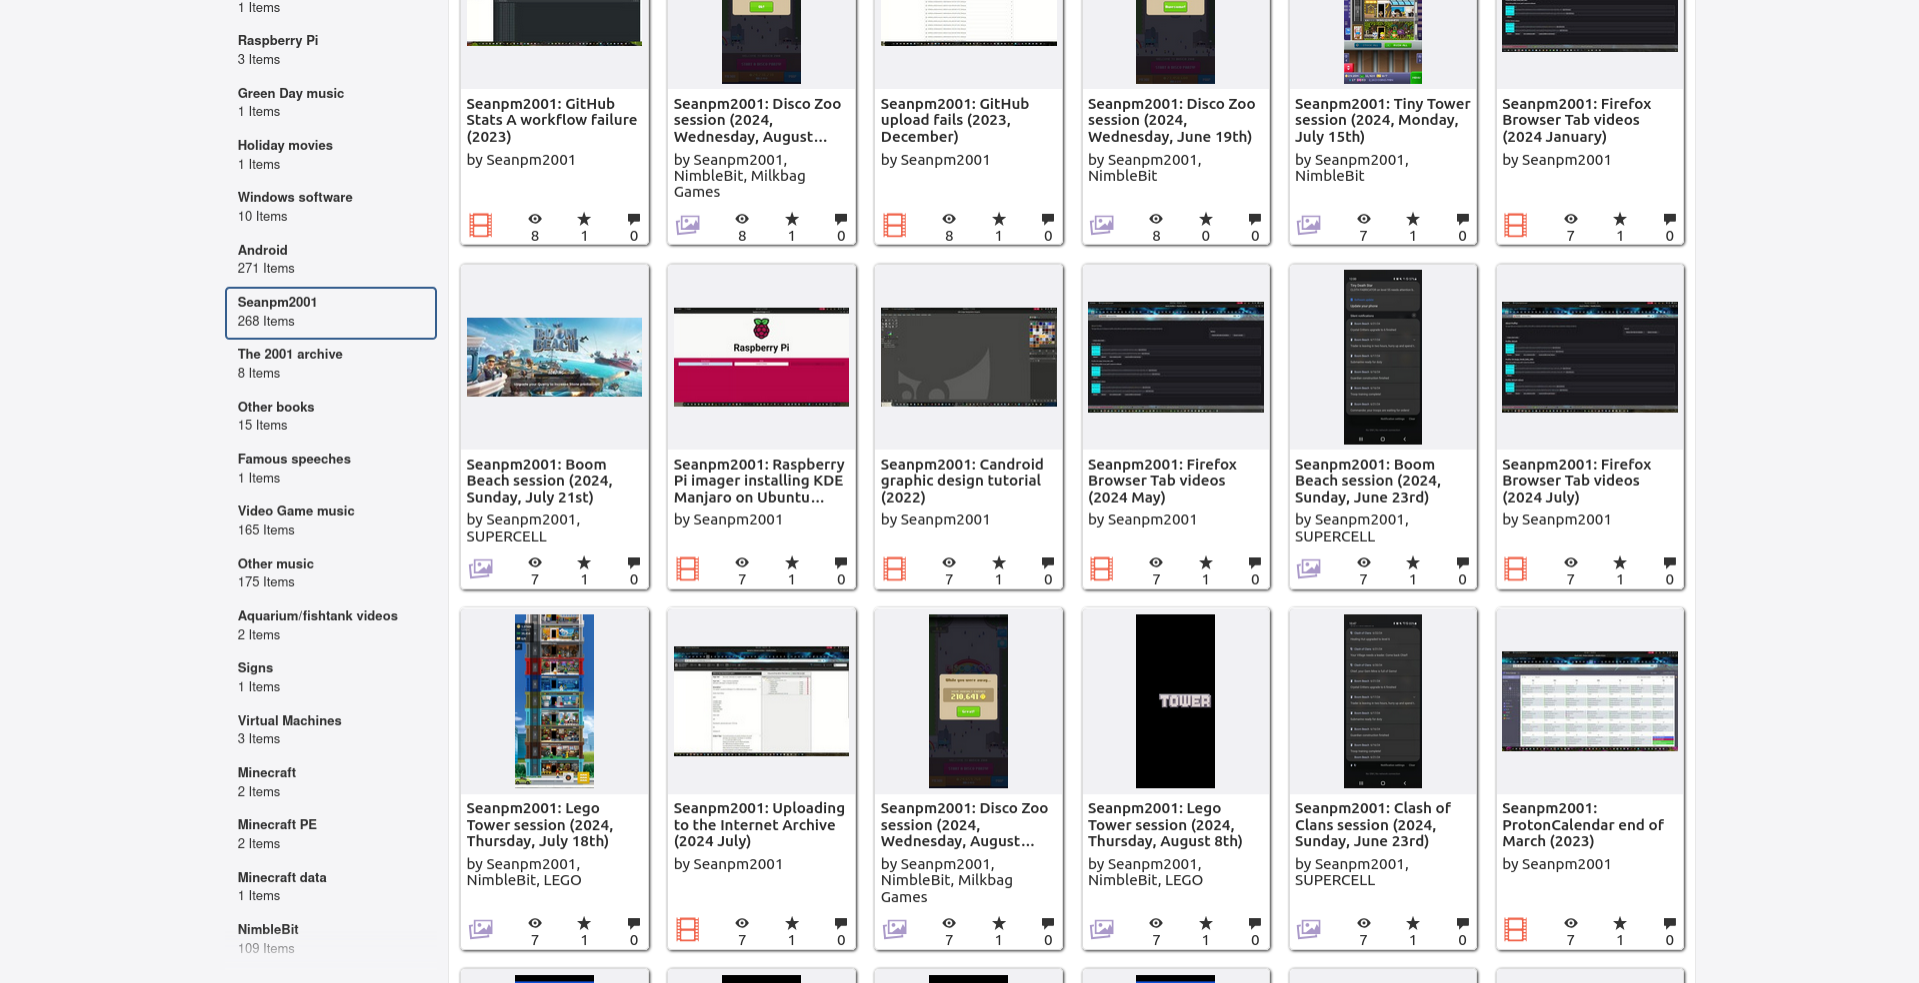 1 Items
Raspberry Pi
3 Items
Green Day music
1 Items
Holiday movies
1 Items
Windows software
10 Items
Android
271 Items
Seanpm2001
268 Items
The 2001 archive
8 Items
Other books
15 Items
Famous speeches
1 Items
Video Game music
165 Items
Other music
175 Items
Aquarium/fishtank videos
2 Items
Signs
1 Items
Virtual Machines
3 Items
Minecraft
2 Items
Minecraft PE
2 Items
Minecraft data
1 Items
NimbleBit
109 Items
Seanpm2001: GitHub
Stats A workflow failure
(2023)
by Seanpm2001
8
1
0
Seanpm2001: Disco Zoo
session (2024,
Wednesday, August...
by Seanpm2001,
NimbleBit, Milkbag
Games
8
1
0
Seanpm2001: GitHub
upload fails (2023,
December)
by Seanpm2001
8
1
0
Seanpm2001: Disco Zoo
session (2024,
Wednesday, June 19th)
by Seanpm2001,
NimbleBit
8
0
0
Seanpm2001: Tiny Tower
session (2024, Monday,
July 15th)
by Seanpm2001,
NimbleBit
7
1
0
Seanpm2001: Firefox
Browser Tab videos
(2024 January)
by Seanpm2001
7
1
0
BOOM
BEACH
Seanpm2001: Boom
Beach session (2024,
Sunday, July 21st)
by Seanpm2001,
SUPERCELL
7
1
0
Raspberry Pi
Seanpm2001: Raspberry
Pi imager installing KDE
Manjaro on Ubuntu...
by Seanpm2001
7
1
0
Seanpm2001: Candroid
graphic design tutorial
(2022)
by Seanpm2001
7
1
0
Seanpm2001: Firefox
Browser Tab videos
(2024 May)
by Seanpm2001
7
1
0
Seanpm2001: Boom
Beach session (2024,
Sunday, June 23rd)
by Seanpm2001,
SUPERCELL
7
1
0
Seanpm2001: Firefox
Browser Tab videos
(2024 July)
by Seanpm2001
7
1
0
Seanpm2001: Lego
Tower session (2024,
Thursday, July 18th)
by Seanpm2001,
NimbleBit, LEGO
7
1
0
Seanpm2001: Uploading
to the Internet Archive
(2024 July)
by Seanpm2001
7
1
0
While you were away...
210,641
Seanpm2001: Disco Zoo
session (2024,
Wednesday, August...
by Seanpm2001,
NimbleBit, Milkbag
Games
7
1
0
TOWER
Seanpm2001: Lego
Tower session (2024,
Thursday, August 8th)
by Seanpm2001,
NimbleBit, LEGO
7
1
0
Seanpm2001: Clash of
Clans session (2024,
Sunday, June 23rd)
by Seanpm2001,
SUPERCELL
7
1
0
Seanpm2001:
ProtonCalendar end of
March (2023)
by Seanpm2001
7
1
0